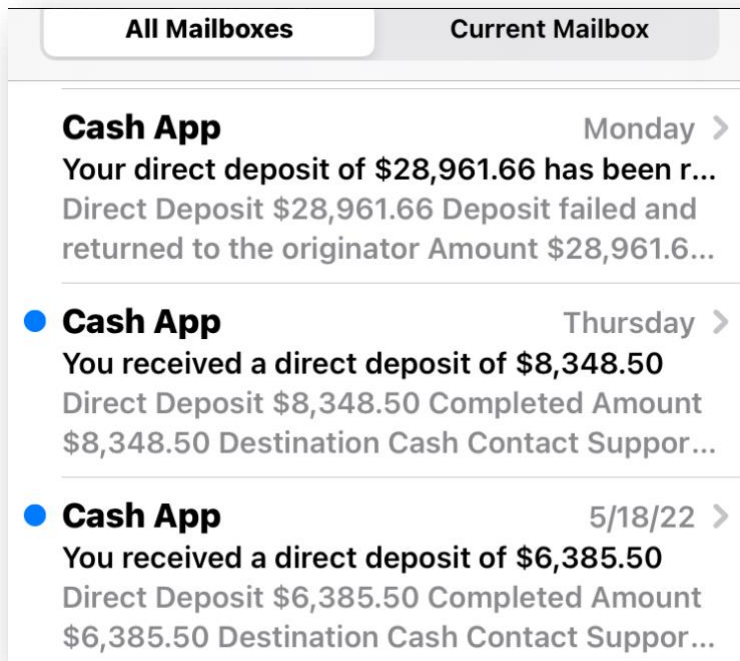 All Mailboxes Current Mailbox
Cash App Monday
Your direct deposit of $28,961.66 has been r...
Direct Deposit $28,961.66 Deposit failed and
returned to the originator Amount $28,961.6...
Cash App Thursday
You received a direct deposit of $8,348.50
Direct Deposit $8,348.50 Completed Amount
$8,348.50 Destination Cash Contact Suppor...
Cash App 5/18/22
You received a direct deposit of $6,385.50
Direct Deposit $6,385.50 Completed Amount
$6,385.50 Destination Cash Contact Suppor...